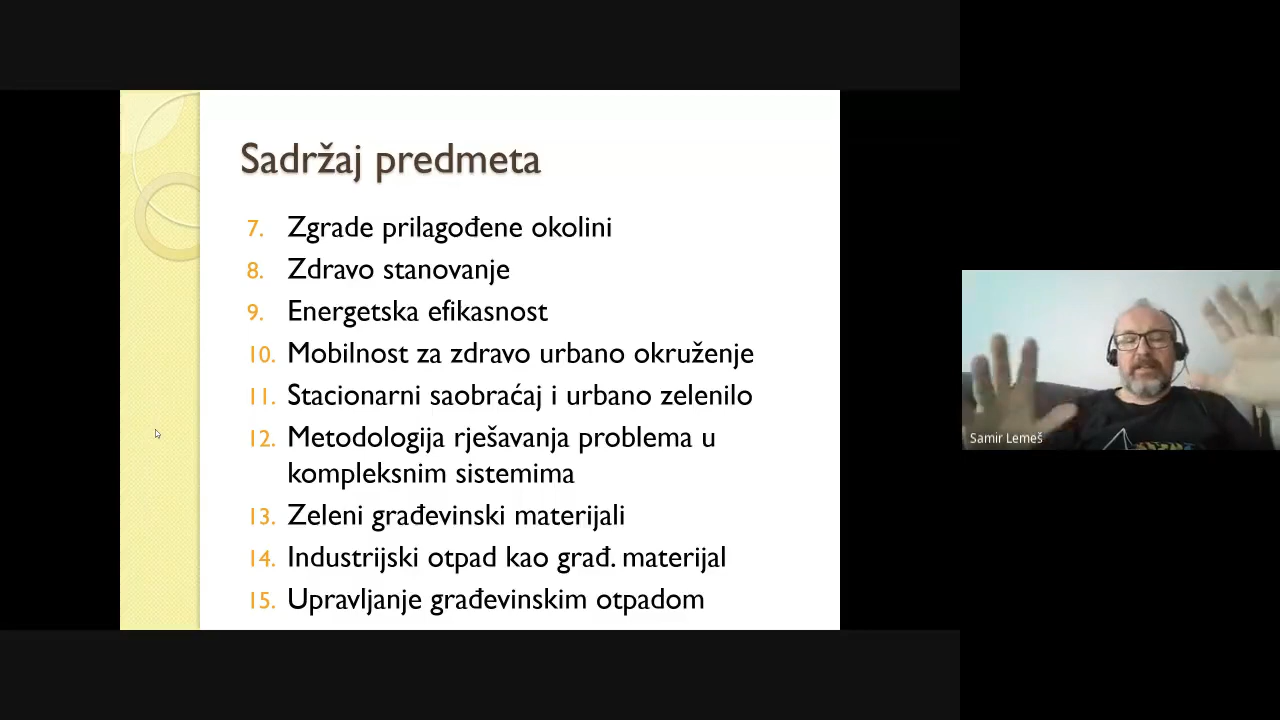 Sadržaj predmeta
7. Zgrade prilagođene okolini
8. Zdravo stanovanje
9. Energetska efikasnost
10. Mobilnost za zdravo urbano okruženje
11. Stacionarni saobraćaj i urbano zelenilo
12. Metodologija rješavanja problema u
kompleksnim sistemima
13. Zeleni građevinski materijali
14. Industrijski otpad kao građ. materijal
15. Upravljanje građevinskim otpadom
Samir Lemeš